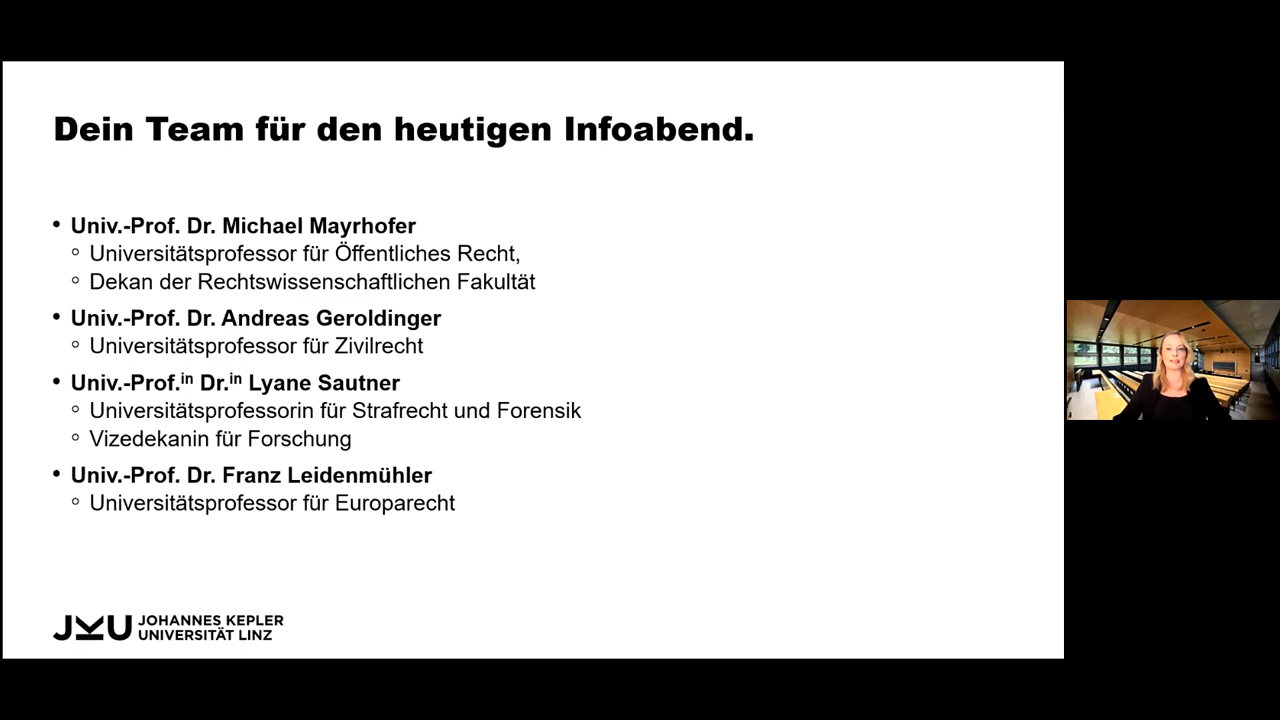 Dein Team für den heutigen Infoabend.
• Univ.-Prof. Dr. Michael Mayrhofer
○ Universitätsprofessor für Öffentliches Recht,
○ Dekan der Rechtswissenschaftlichen Fakultät
• Univ.-Prof. Dr. Andreas Geroldinger
○ Universitätsprofessor für Zivilrecht
• Univ.-Prof.ⁱⁿ Dr.ⁱⁿ Lyane Sautner
○ Universitätsprofessorin für Strafrecht und Forensik
○ Vizedekanin für Forschung
• Univ.-Prof. Dr. Franz Leidenmühler
○ Universitätsprofessor für Europarecht
JKU JOHANNES KEPLER
UNIVERSITÄT LINZ